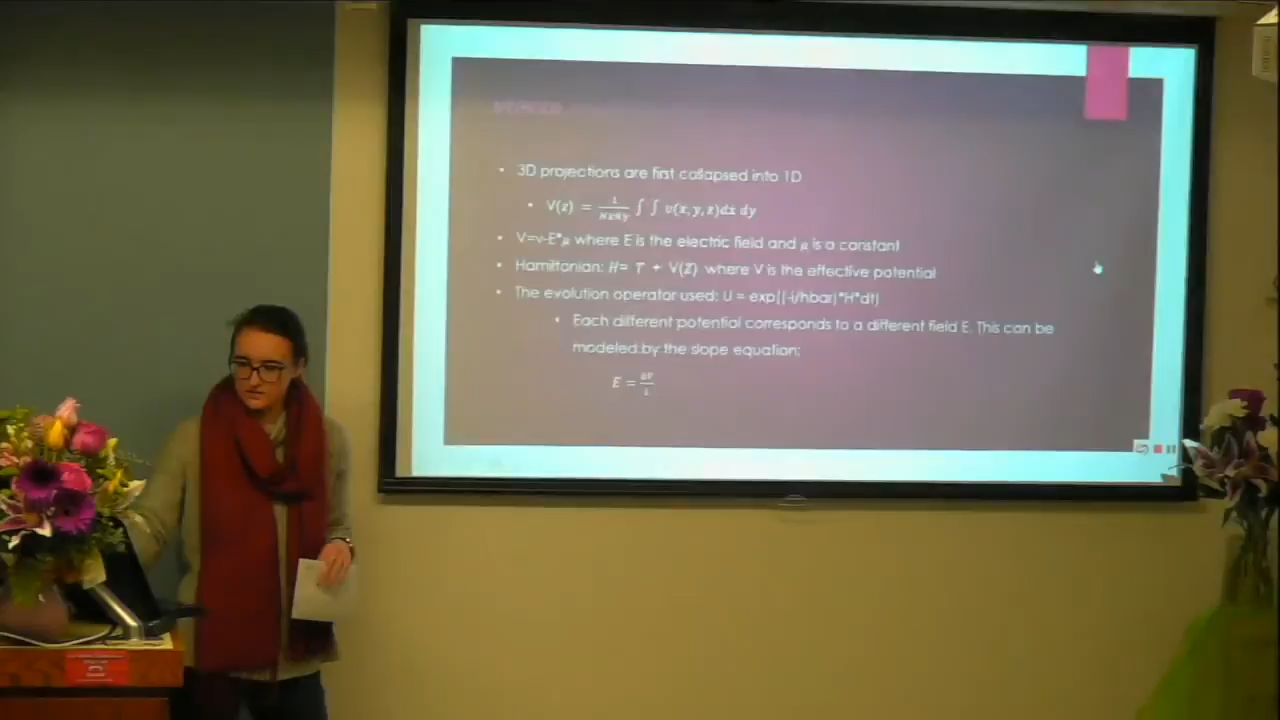 • 3D projections are first collapsed into 1D
• V(z) = 1/NxNy ∫ ∫ v(x, y, z)dx dy
• V=v-E*μ where E is the electric field and μ is a constant
• Hamiltonian: H= T + V(Z) where V is the effective potential
• The evolution operator used: U = exp((-i/hbar)*H*dt)
• Each different potential corresponds to a different field E. This can be
modeled by the slope equation: